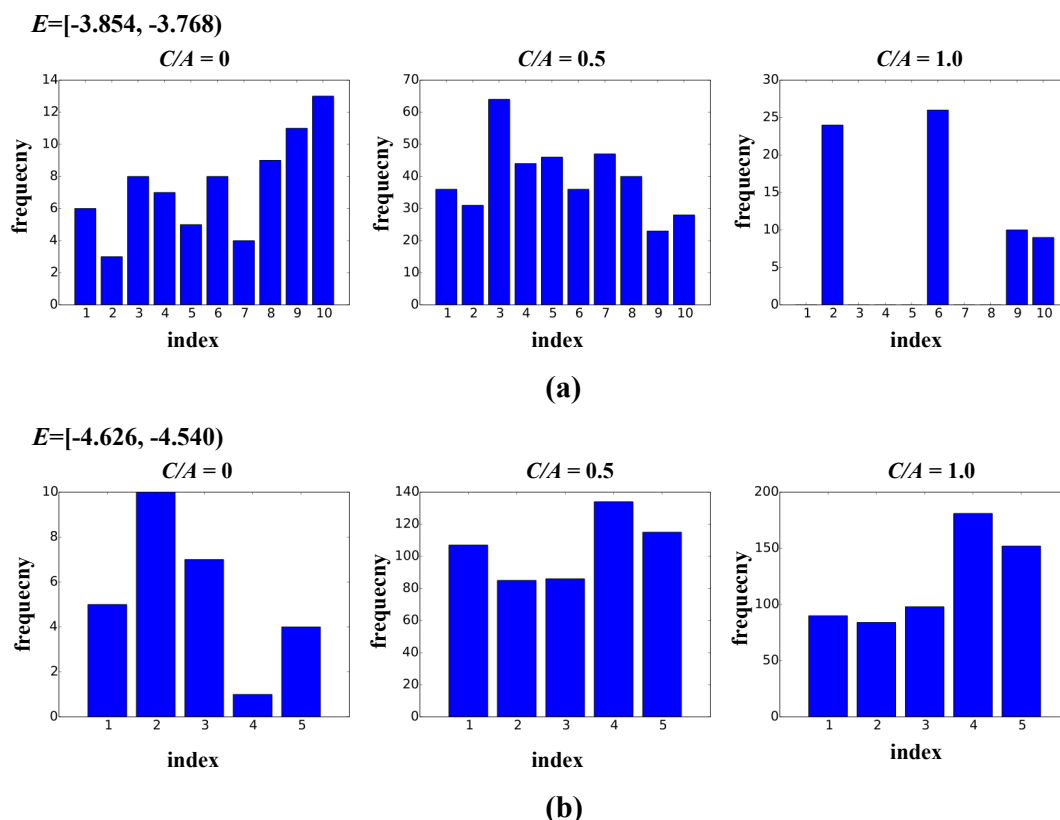 E=[-3.854, -3.768)
C/A = 0
14
12
10
8
6
4
2
0
frequecny
1 2 3 4 5 6 7 8 9 10
index
C/A = 0.5
70
60
50
40
30
20
10
0
frequecny
1 2 3 4 5 6 7 8 9 10
index
C/A = 1.0
30
25
20
15
10
5
0
frequecny
1 2 3 4 5 6 7 8 9 10
index
(a)
E=[-4.626, -4.540)
C/A = 0
10
8
6
4
2
0
frequecny
1 2 3 4 5
index
C/A = 0.5
140
120
100
80
60
40
20
0
frequecny
1 2 3 4 5
index
C/A = 1.0
200
150
100
50
0
frequecny
1 2 3 4 5
index
(b)